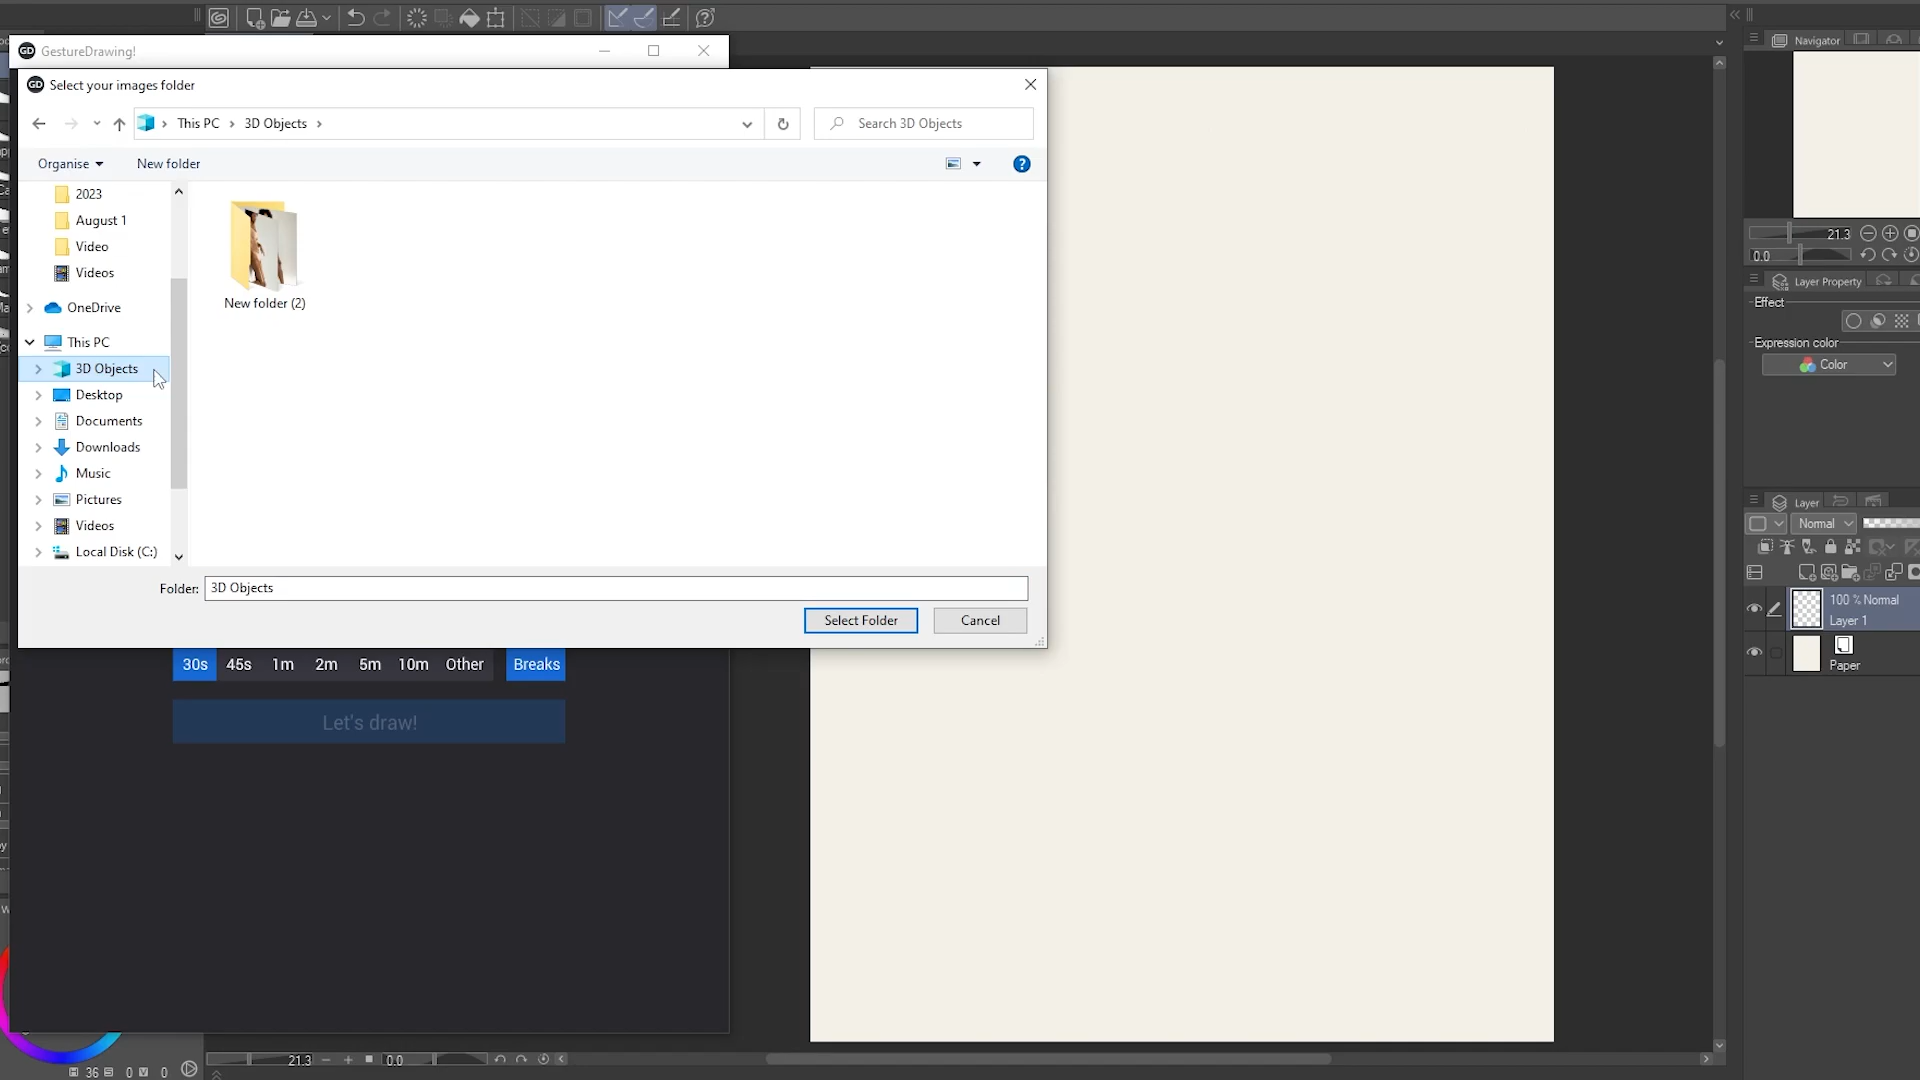 GestureDrawing!
Select your images folder
This PC
3D Objects
Search 3D Objects
Organise
New folder
2023
August 1
Video
Videos
OneDrive
This PC
3D Objects
Desktop
Documents
Downloads
Music
Pictures
Videos
Local Disk (C:)
New folder (2)
Folder:
3D Objects
Select Folder
Cancel
30s
45s
1m
2m
5m
10m
Other
Breaks
Let's draw!
Navigator
21.3
0.0
Layer Property
Effect
Expression color
Color
Layer
Normal
100 % Normal
Layer 1
Paper
21.3
0.0
36
0
0